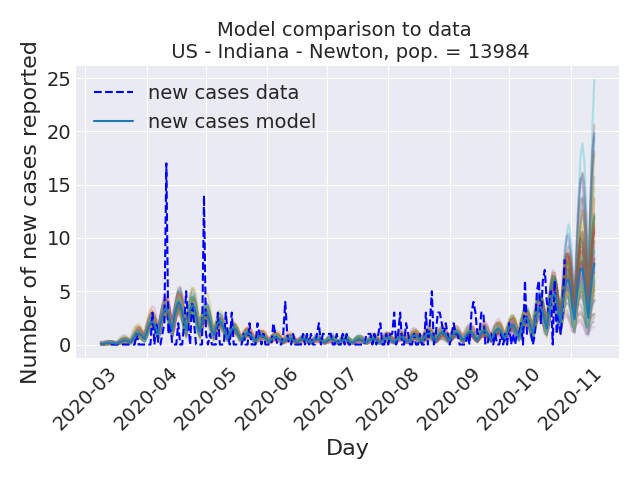 Model comparison to data
US - Indiana - Newton, pop. = 13984
Number of new cases reported
25
20
15
10
5
0
new cases data
new cases model
2020-03
2020-04
2020-05
2020-06
2020-07
2020-08
2020-09
2020-10
2020-11
Day